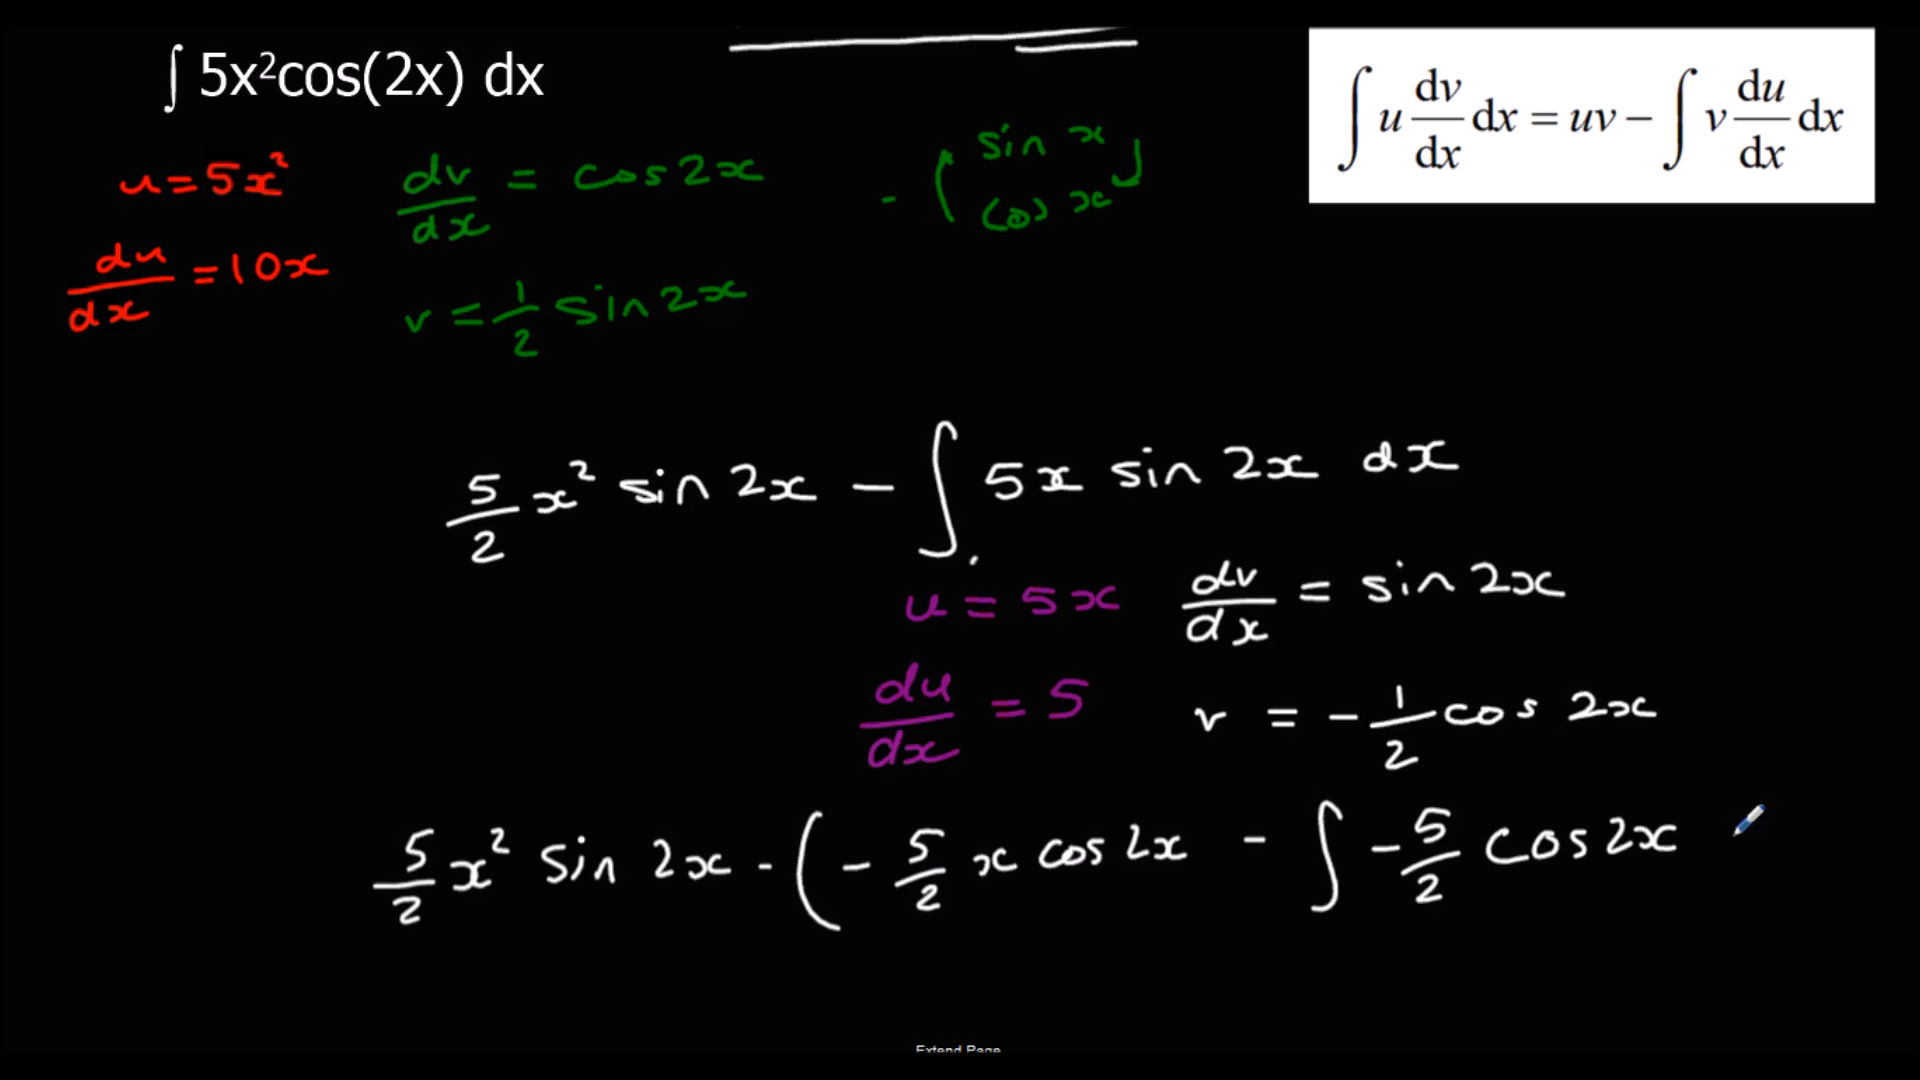 ∫ 5x²cos(2x) dx
∫ u dv/dx dx = uv − ∫ v du/dx dx
u = 5x²
dv/dx = cos 2x
- ( sin x
cos x
du/dx = 10x
v = 1/2 sin 2x
5/2 x² sin 2x − ∫ 5x sin 2x dx
u = 5x
dv/dx = sin 2x
du/dx = 5
v = −1/2 cos 2x
5/2 x² sin 2x - ( − 5/2 x cos 2x − ∫ −5/2 cos 2x
Extend Page